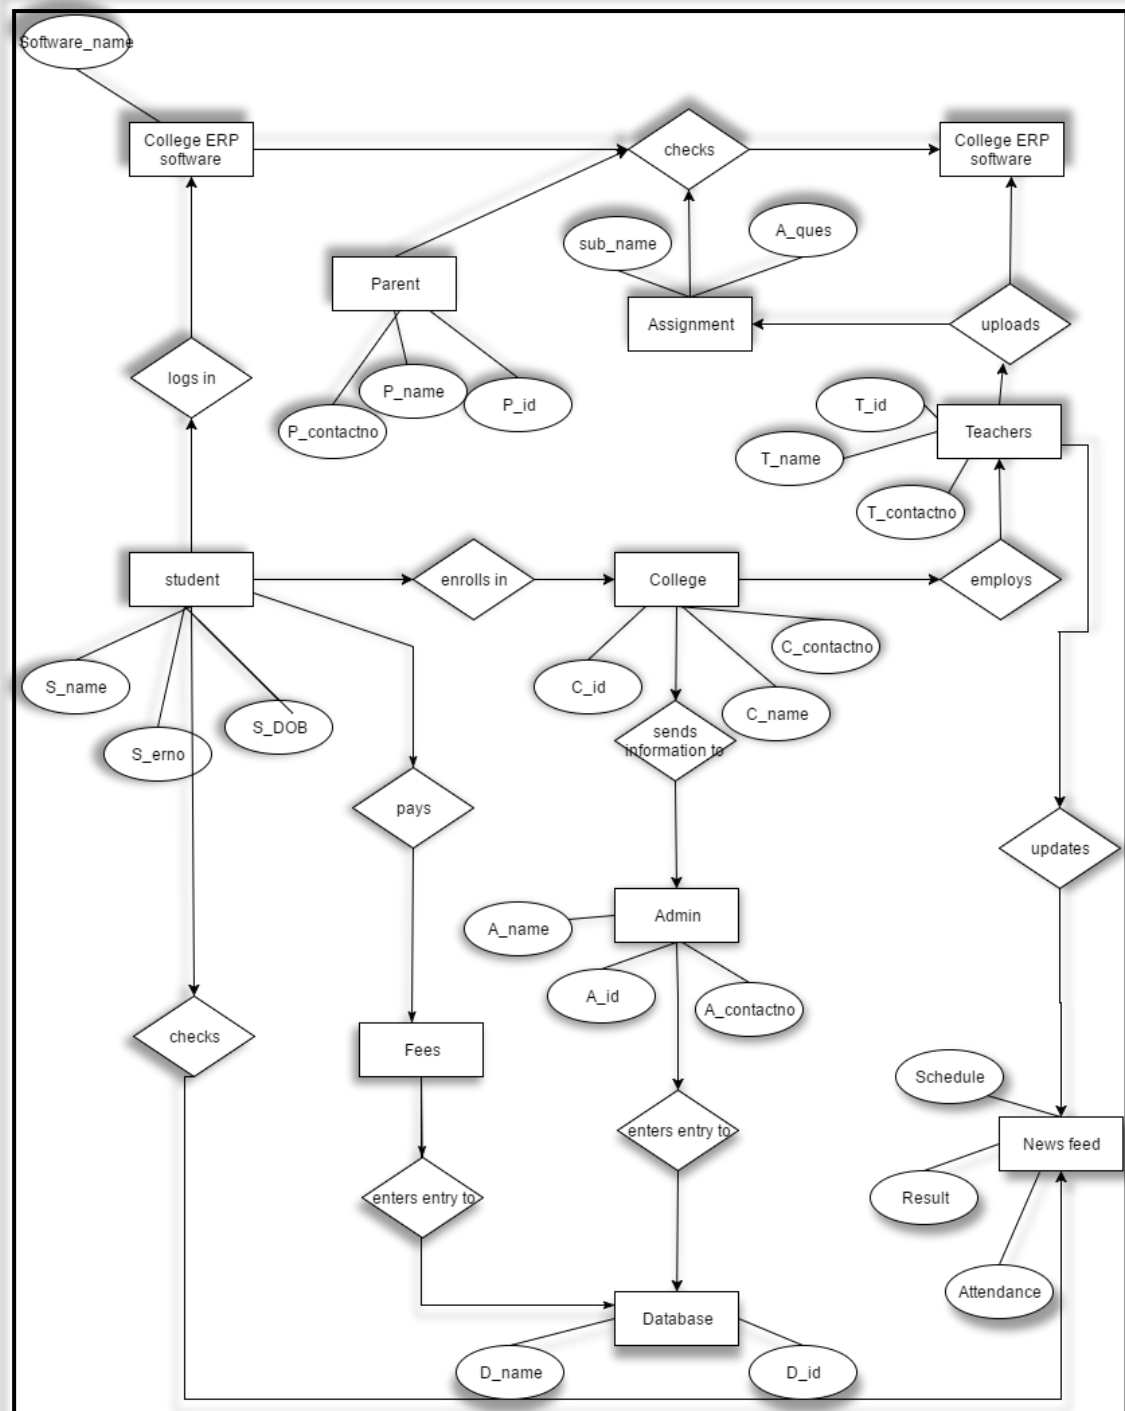 Software_name
College ERP
software
checks
College ERP
software
sub_name
A_ques
Parent
Assignment
uploads
logs in
P_name
P_id
P_contactno
T_id
Teachers
T_name
T_contactno
student
enrolls in
College
employs
S_name
S_erno
S_DOB
C_id
C_contactno
C_name
sends
information to
pays
updates
Admin
A_name
A_id
A_contactno
checks
Fees
Schedule
enters entry to
News feed
enters entry to
Result
Attendance
Database
D_name
D_id